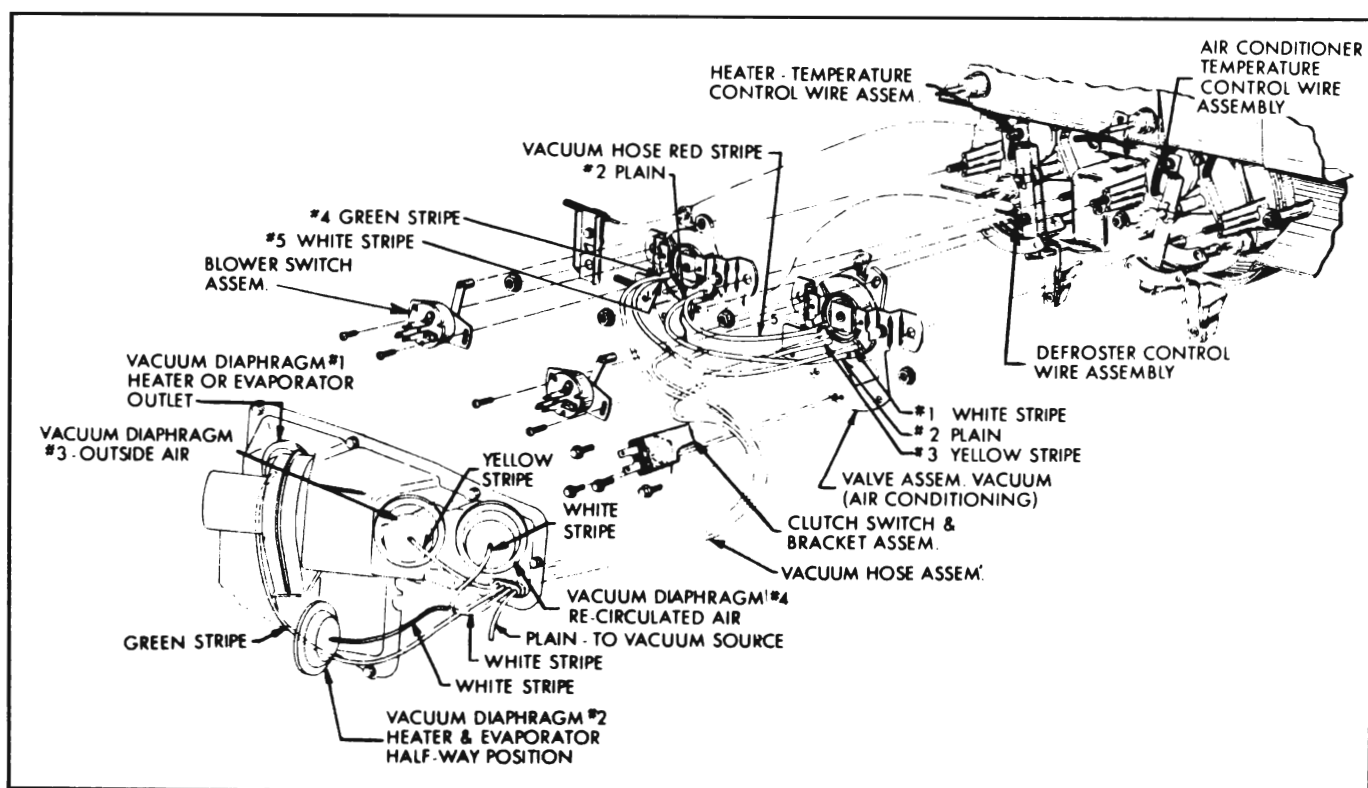 AIR CONDITIONER
TEMPERATURE
CONTROL WIRE
ASSEMBLY
HEATER - TEMPERATURE
CONTROL WIRE ASSEM.
VACUUM HOSE RED STRIPE
#2 PLAIN
#4 GREEN STRIPE
#5 WHITE STRIPE
BLOWER SWITCH
ASSEM.
5
VACUUM DIAPHRAGM #1
HEATER OR EVAPORATOR
OUTLET
DEFROSTER CONTROL
WIRE ASSEMBLY
VACUUM DIAPHRAGM
#3 - OUTSIDE AIR
YELLOW
STRIPE
WHITE
STRIPE
#1 WHITE STRIPE
#2 PLAIN
#3 YELLOW STRIPE
VALVE ASSEM. VACUUM
(AIR CONDITIONING)
CLUTCH SWITCH &
BRACKET ASSEM.
VACUUM HOSE ASSEM'.
VACUUM DIAPHRAGM #4
RE-CIRCULATED AIR
GREEN STRIPE
PLAIN - TO VACUUM SOURCE
WHITE STRIPE
WHITE STRIPE
VACUUM DIAPHRAGM #2
HEATER & EVAPORATOR
HALF-WAY POSITION